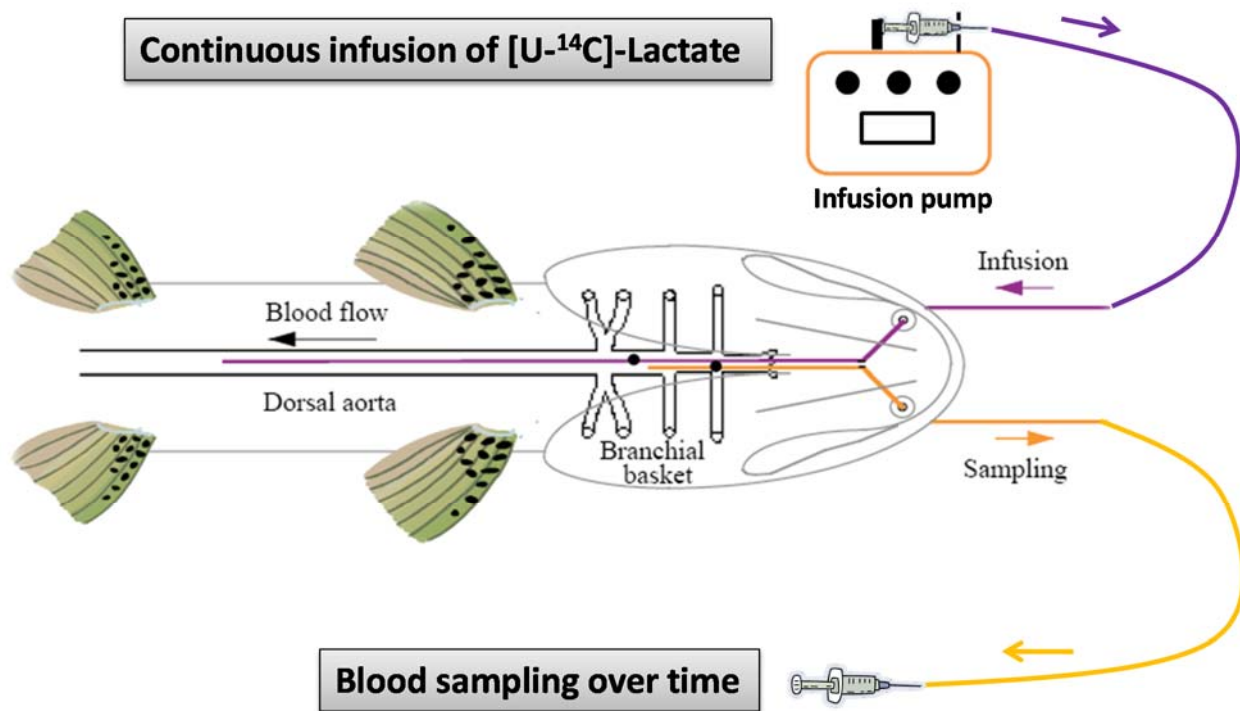 Continuous infusion of [U-¹⁴C]-Lactate
Infusion pump
Infusion
Blood flow
Dorsal aorta
Branchial
basket
Sampling
Blood sampling over time